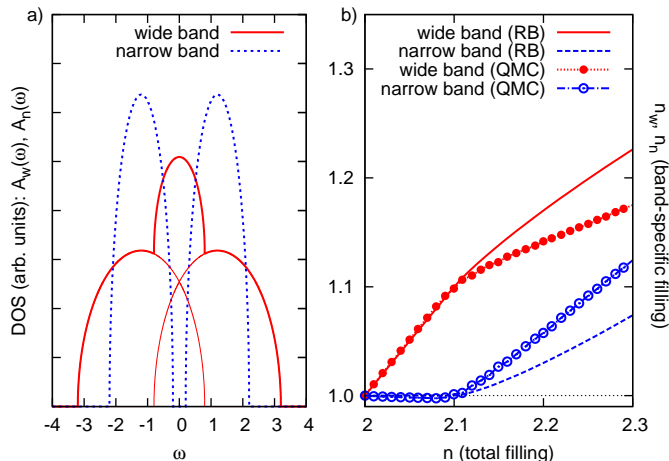 a)
wide band
narrow band
DOS (arb. units): A_w(ω), A_n(ω)
-4 -3 -2 -1 0 1 2 3 4
ω
b)
wide band (RB)
narrow band (RB)
wide band (QMC)
narrow band (QMC)
1.3
1.2
1.1
1.0
2 2.1 2.2 2.3
n (total filling)
n_w, n_n (band-specific filling)